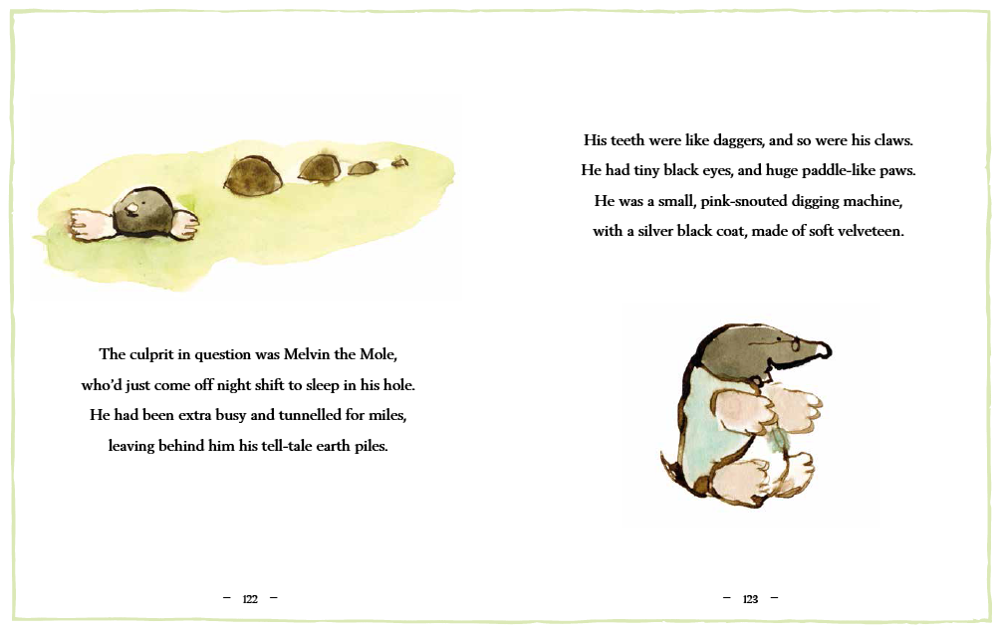 The culprit in question was Melvin the Mole,
who'd just come off night shift to sleep in his hole.
He had been extra busy and tunnelled for miles,
leaving behind him his tell-tale earth piles.
– 122 –
His teeth were like daggers, and so were his claws.
He had tiny black eyes, and huge paddle-like paws.
He was a small, pink-snouted digging machine,
with a silver black coat, made of soft velveteen.
– 123 –